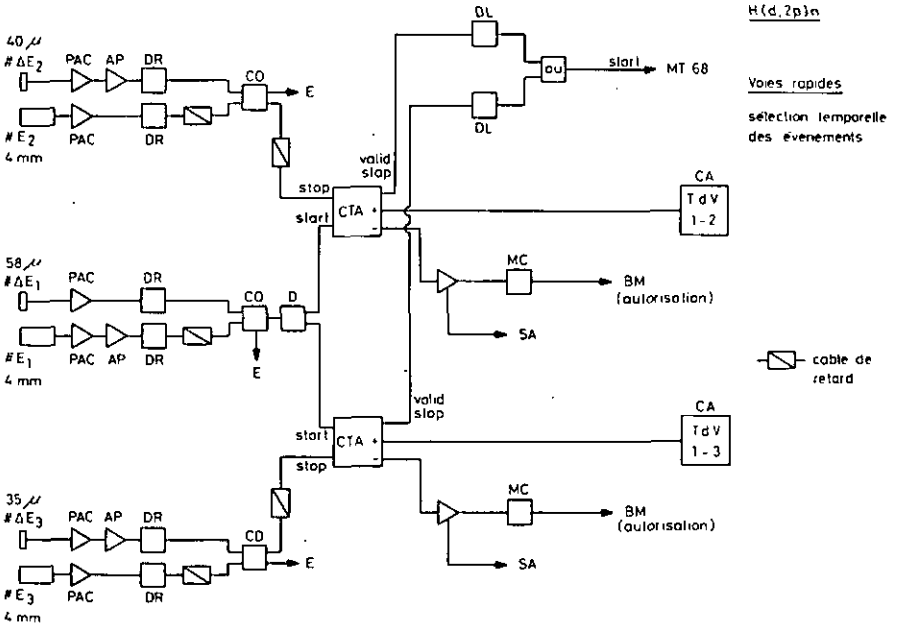 H(d,2p)n
Voies rapides
sélection temporelle
des évenements
40 μ
# ΔE2
PAC AP DR
CO
E
# E2
4 mm
PAC DR
DL
DL
ou
start
MT 68
valid
stop
stop
start
CTA + -
CA
TdV
1-2
MC
BM
(autorisation)
SA
58 μ
# ΔE1
PAC DR
CO D
E
# E1
4 mm
PAC AP DR
cable de
retard
valid
stop
start
stop
CTA + -
CA
TdV
1-3
MC
BM
(autorisation)
SA
35 μ
# ΔE3
PAC AP DR
CO
E
# E3
4 mm
PAC DR